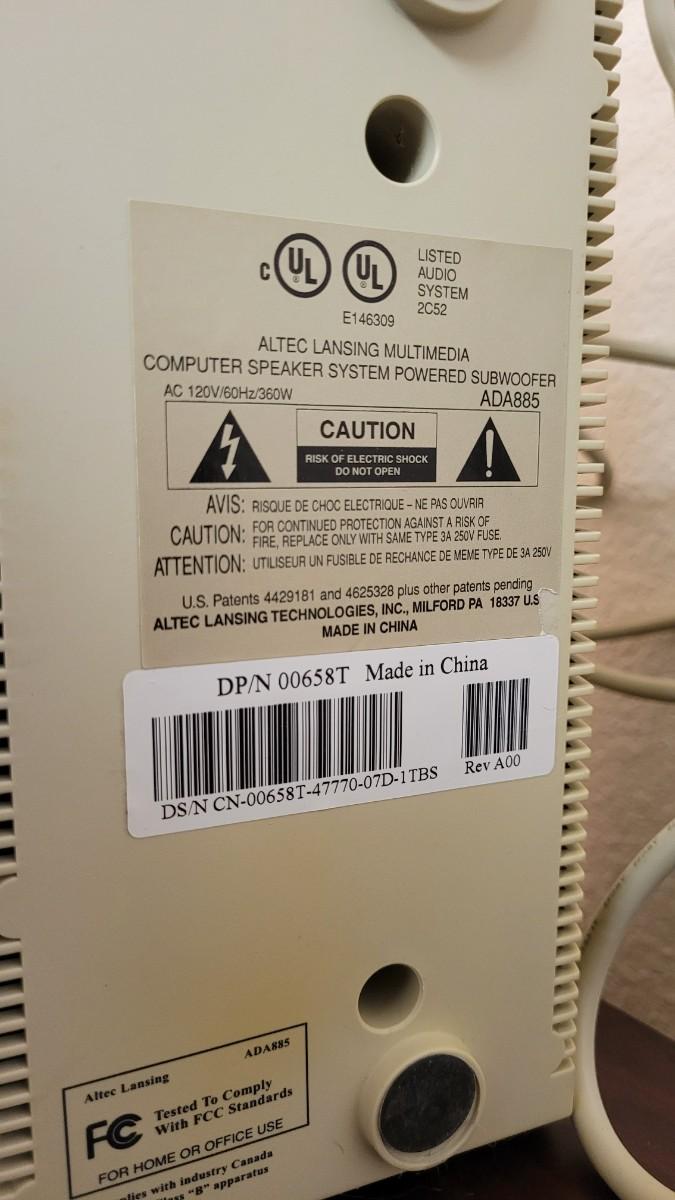 C UL® UL®
LISTED
AUDIO
SYSTEM
2C52
E146309
ALTEC LANSING MULTIMEDIA
COMPUTER SPEAKER SYSTEM POWERED SUBWOOFER
AC 120V/60Hz/360W ADA885
CAUTION
RISK OF ELECTRIC SHOCK
DO NOT OPEN
AVIS: RISQUE DE CHOC ELECTRIQUE – NE PAS OUVRIR
CAUTION: FOR CONTINUED PROTECTION AGAINST A RISK OF
FIRE, REPLACE ONLY WITH SAME TYPE 3A 250V FUSE.
ATTENTION: UTILISEUR UN FUSIBLE DE RECHANCE DE MEME TYPE DE 3A 250V
U.S. Patents 4429181 and 4625328 plus other patents pending
ALTEC LANSING TECHNOLOGIES, INC., MILFORD PA 18337 U.S
MADE IN CHINA
DP/N 00658T Made in China
DS/N CN-00658T-47770-07D-1TBS Rev A00
Altec Lansing ADA885
FC Tested To Comply
With FCC Standards
FOR HOME OR OFFICE USE
with industry Canada
"B" apparatus